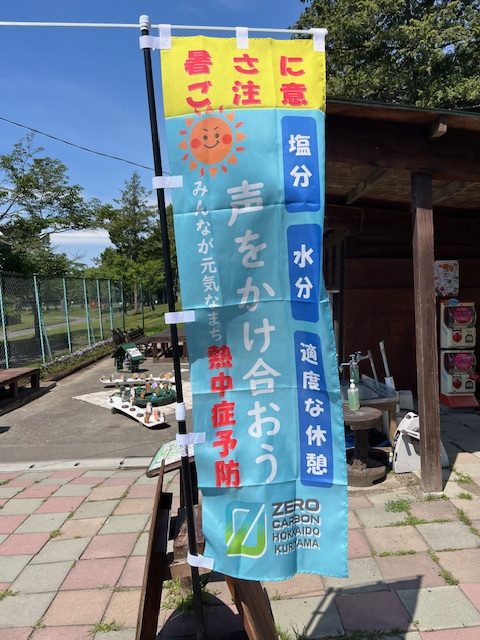 暑さに
ご注意
塩分
水分
適度な休憩
声をかけ合おう
みんなが元気なまち
熱中症予防
ZERO
CARBON
HOKKAIDO
KURIYAMA